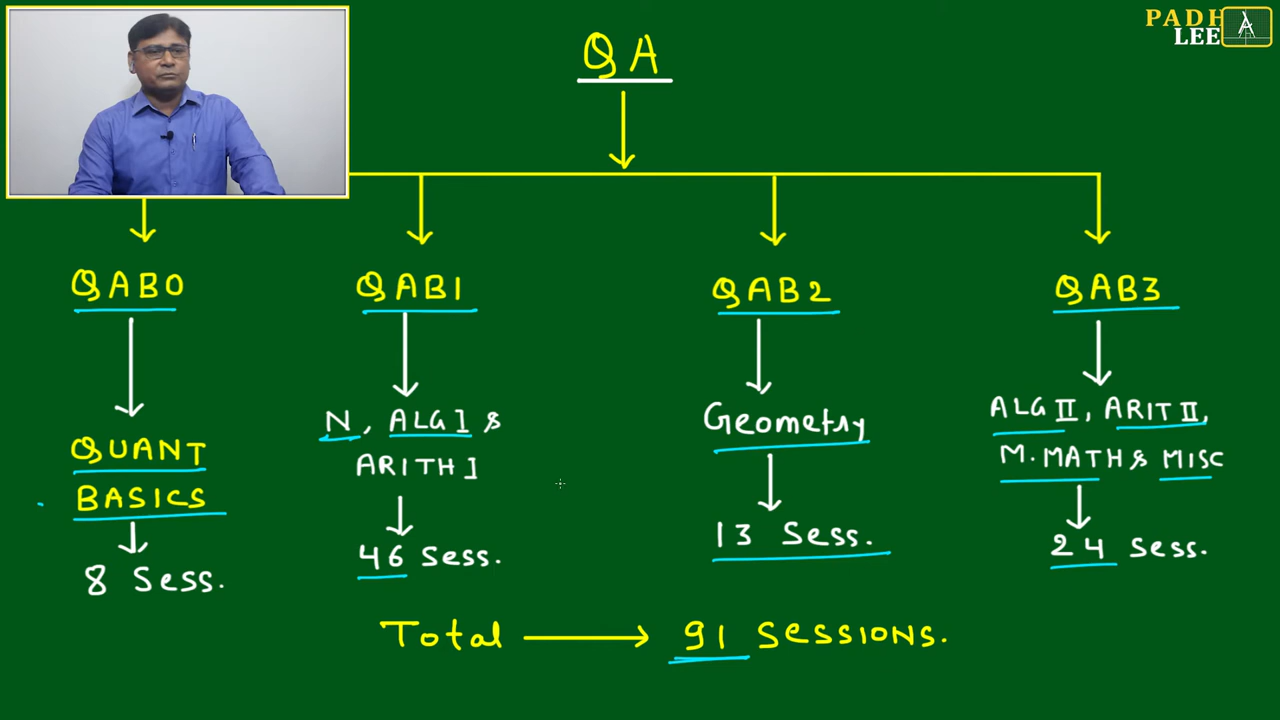 PADH
LEE
QA
QAB0
QAB1
QAB2
QAB3
QUANT
BASICS
8 Sess.
N, ALG I &
ARITH I
46 Sess.
Geometry
13 Sess.
ALG II, ARIT II,
M.MATH & MISC
24 Sess.
Total → 91 SESSIONS.